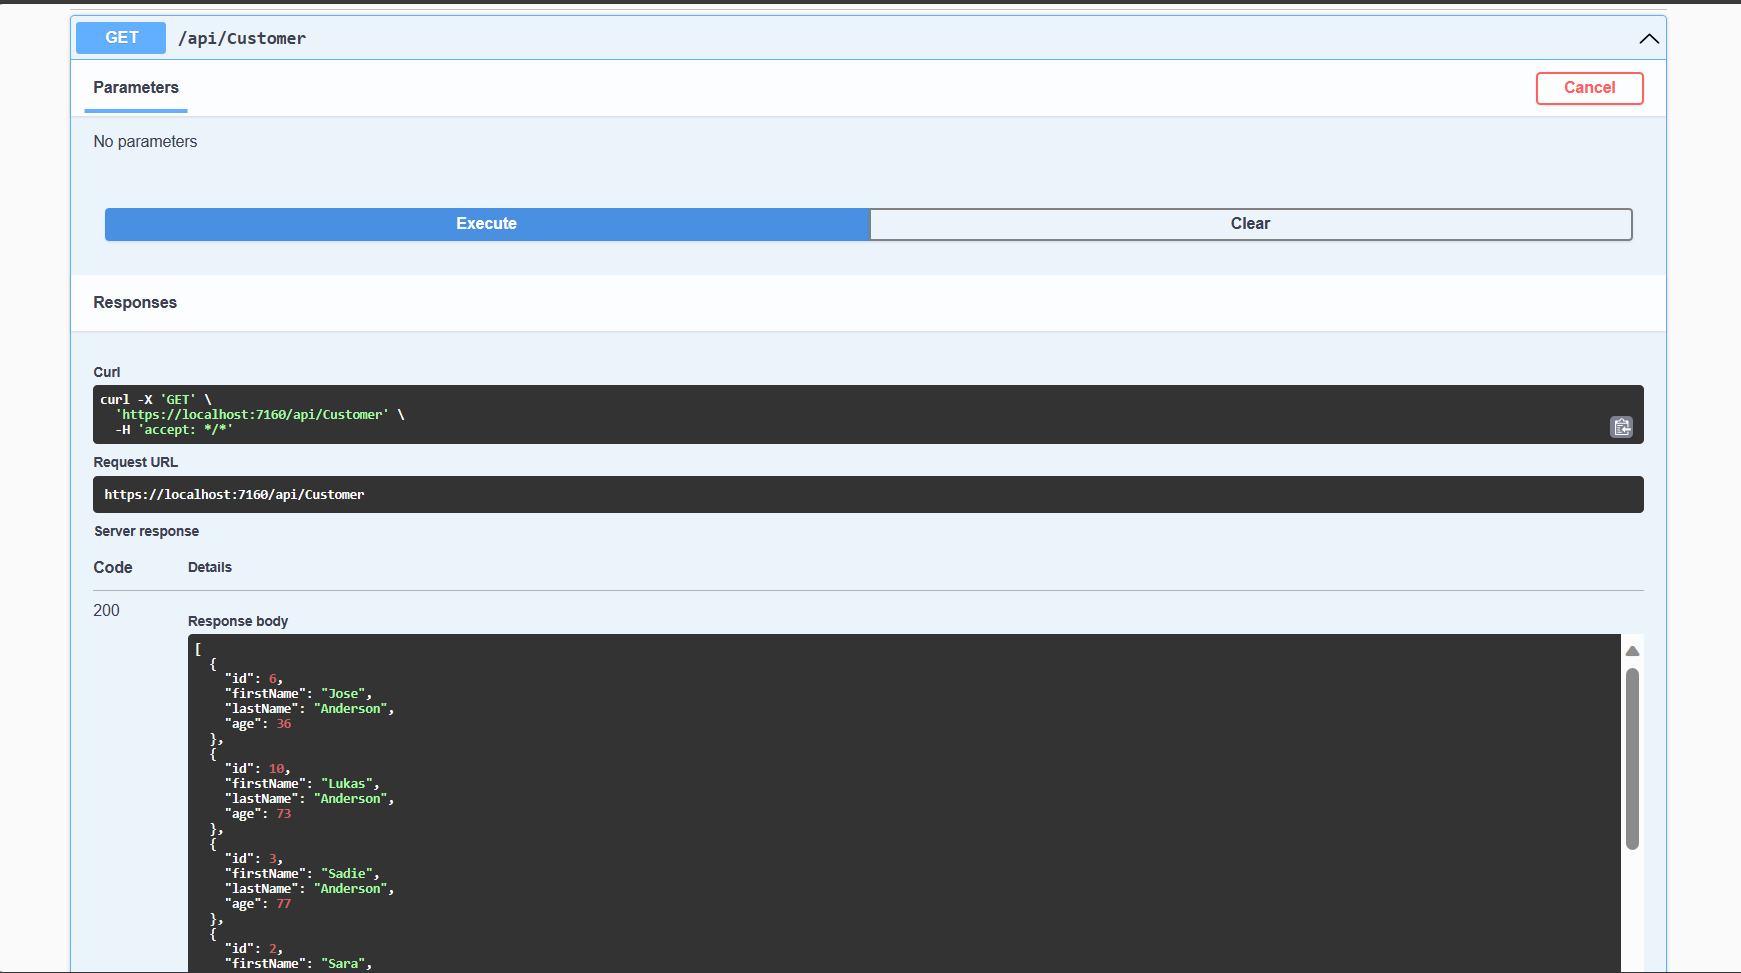 GET /api/Customer
Parameters
Cancel
No parameters
Execute
Clear
Responses
Curl
curl -X 'GET' \
  'https://localhost:7160/api/Customer' \
  -H 'accept: */*'
Request URL
https://localhost:7160/api/Customer
Server response
Code Details
200
Response body
[
  {
    "id": 6,
    "firstName": "Jose",
    "lastName": "Anderson",
    "age": 36
  },
  {
    "id": 10,
    "firstName": "Lukas",
    "lastName": "Anderson",
    "age": 73
  },
  {
    "id": 3,
    "firstName": "Sadie",
    "lastName": "Anderson",
    "age": 77
  },
  {
    "id": 2,
    "firstName": "Sara",